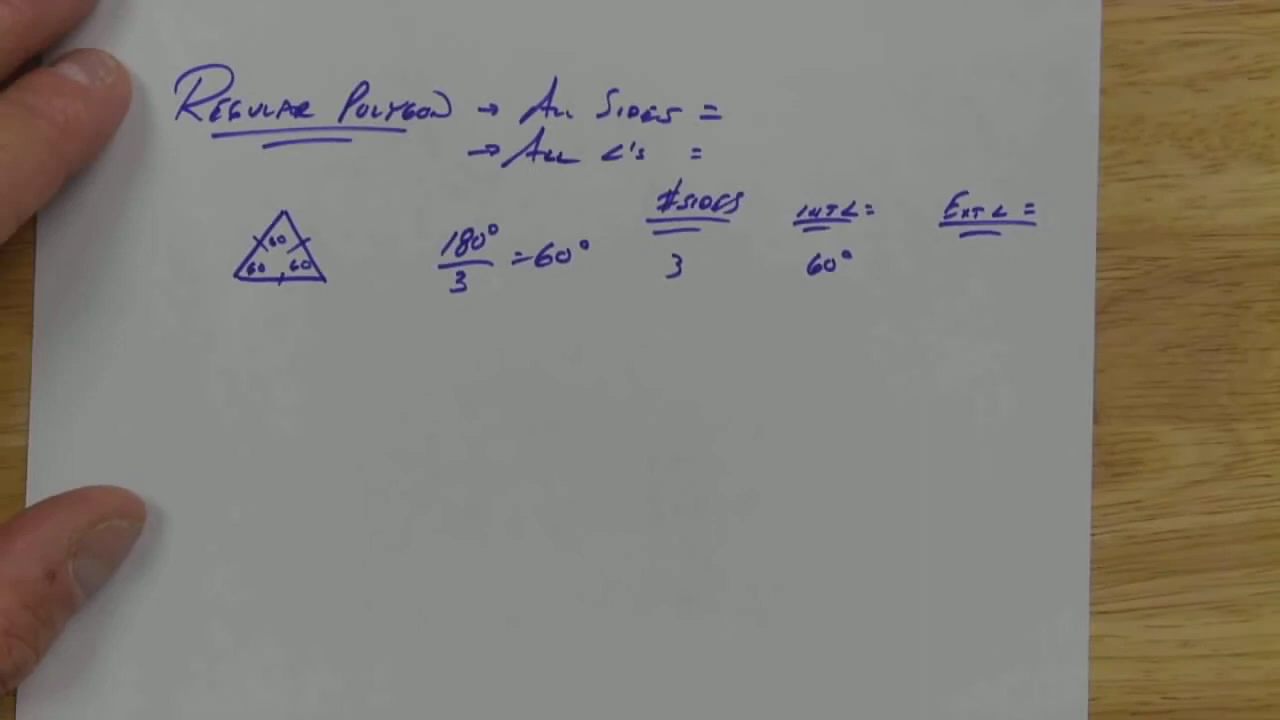 REGULAR POLYGON → ALL SIDES =
→ ALL ∠'s =
#SIDES INT ∠ = EXT ∠ =
60
60 60
180°
3
= 60°
3 60°